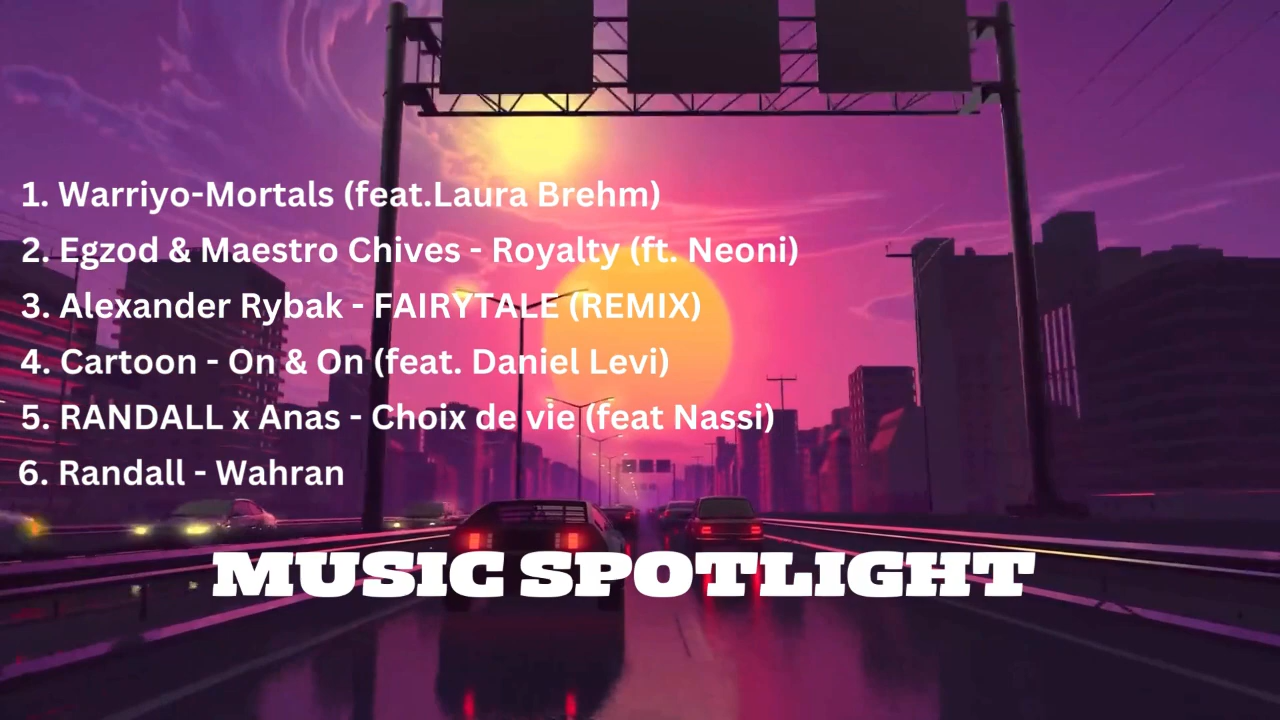 1. Warriyo-Mortals (feat.Laura Brehm)
2. Egzod & Maestro Chives - Royalty (ft. Neoni)
3. Alexander Rybak - FAIRYTALE (REMIX)
4. Cartoon - On & On (feat. Daniel Levi)
5. RANDALL x Anas - Choix de vie (feat Nassi)
6. Randall - Wahran
MUSIC SPOTLIGHT